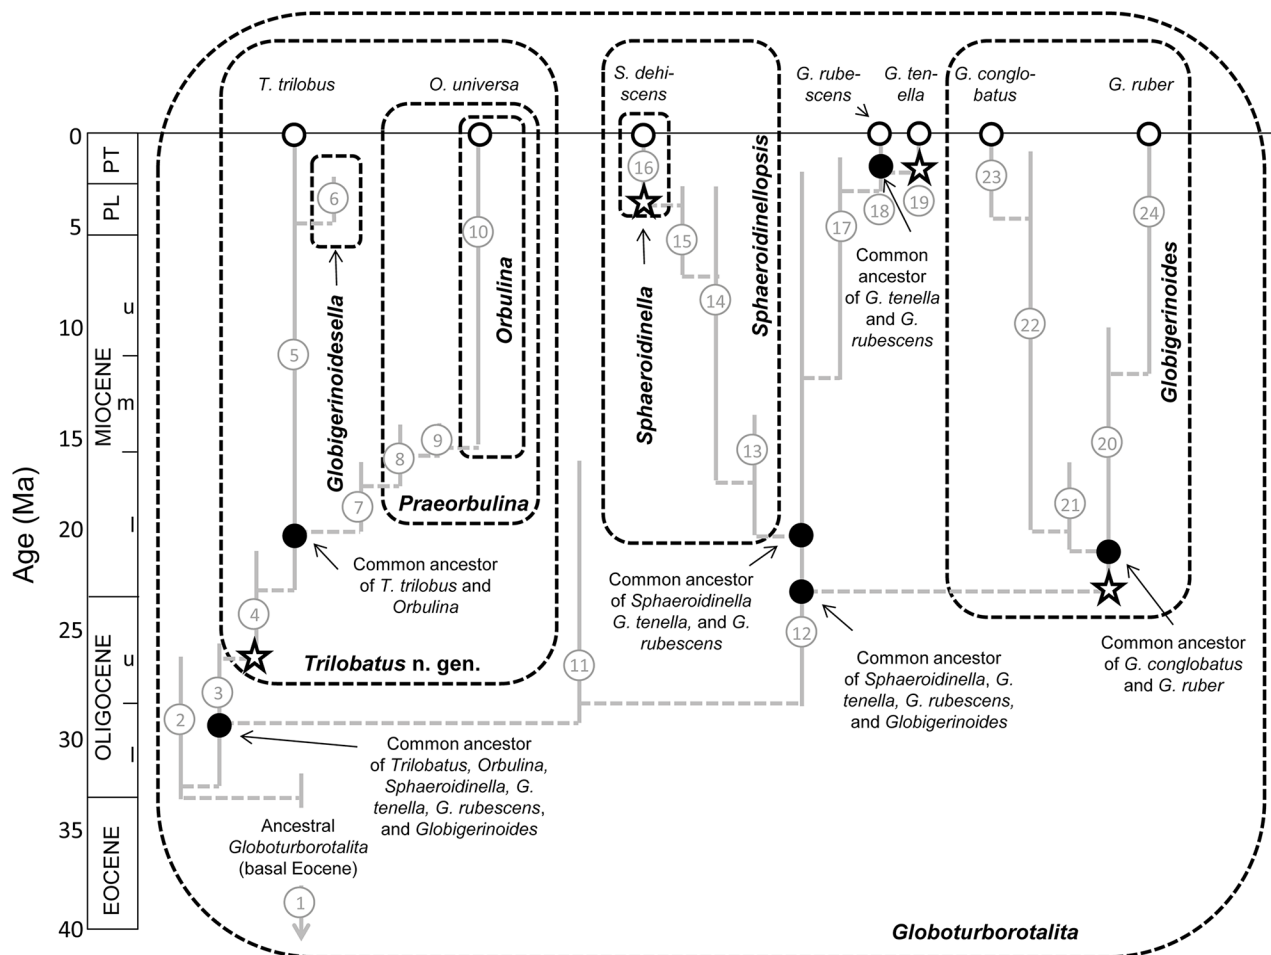 T. trilobus
O. universa
S. dehi-
scens
G. rube-
scens
G. ten-
ella
G. conglo-
batus
G. ruber
Age (Ma)
0
5
10
15
20
25
30
35
40
PT
PL
MIOCENE
u
m
l
OLIGOCENE
u
l
EOCENE
1
2
3
4
5
6
7
8
9
10
11
12
13
14
15
16
17
18
19
20
21
22
23
24
Globigerinoidesella
Orbulina
Praeorbulina
Trilobatus n. gen.
Sphaeroidinella
Sphaeroidinellopsis
Globigerinoides
Globoturborotalita
Common
ancestor
of G. tenella
and G.
rubescens
Common ancestor
of T. trilobus and
Orbulina
Common ancestor
of Sphaeroidinella
G. tenella, and G.
rubescens
Common ancestor
of Sphaeroidinella, G.
tenella, G. rubescens,
and Globigerinoides
Common ancestor
of G. conglobatus
and G. ruber
Common ancestor
of Trilobatus, Orbulina,
Sphaeroidinella, G.
tenella, G. rubescens,
and Globigerinoides
Ancestral
Globoturborotalita
(basal Eocene)